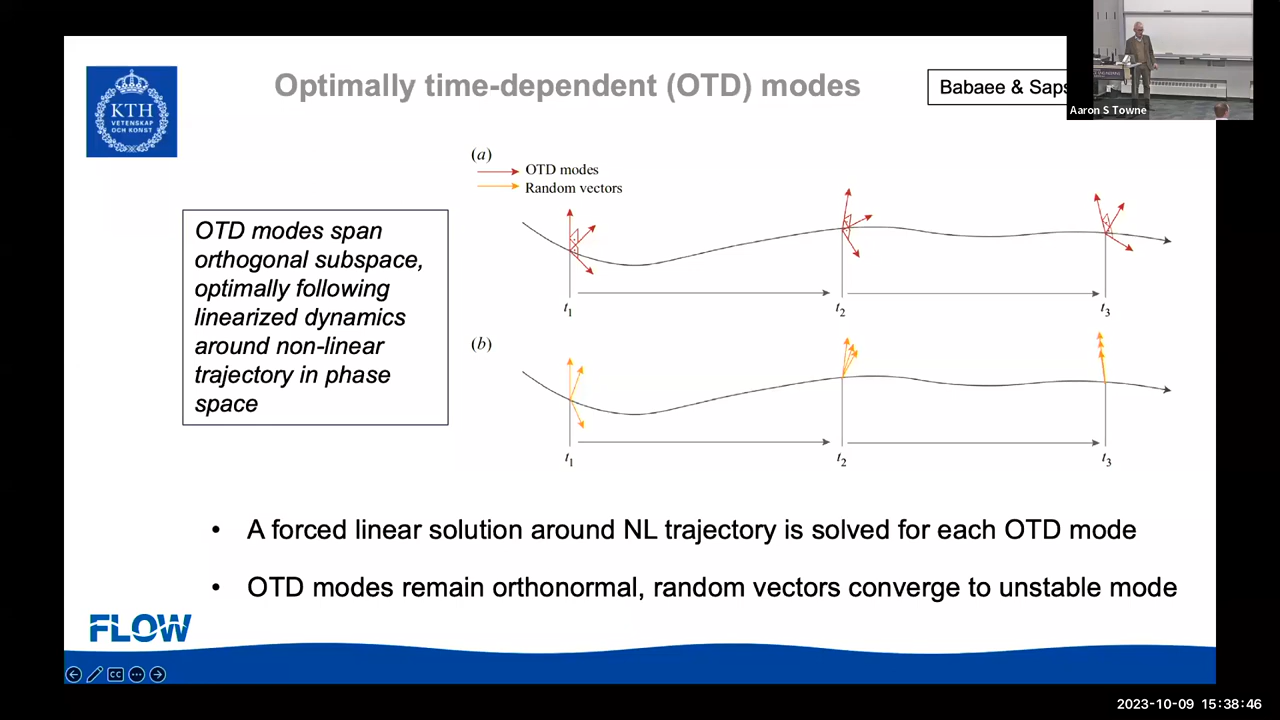 Optimally time-dependent (OTD) modes
Babaee & Saps
Aaron S Towne
KTH
VETENSKAP
OCH KONST
OTD modes span
orthogonal subspace,
optimally following
linearized dynamics
around non-linear
trajectory in phase
space
(a)
OTD modes
Random vectors
t1
t2
t3
(b)
t1
t2
t3
• A forced linear solution around NL trajectory is solved for each OTD mode
• OTD modes remain orthonormal, random vectors converge to unstable mode
FLOW
CC
2023-10-09 15:38:46